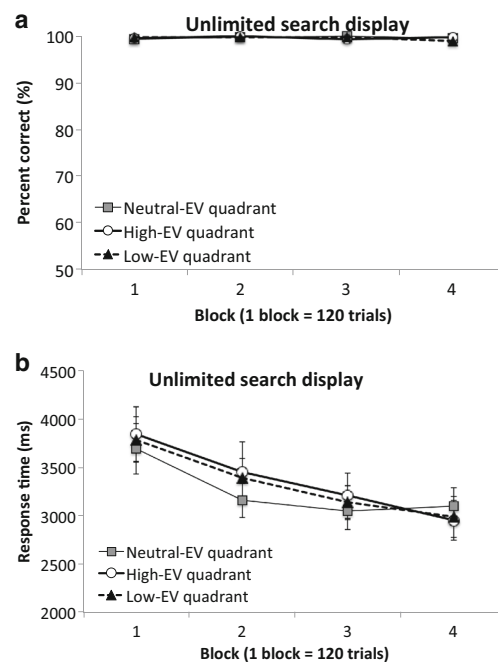 a
Unlimited search display
Percent correct (%)
100
90
80
70
60
50
Neutral-EV quadrant
High-EV quadrant
Low-EV quadrant
1 2 3 4
Block (1 block = 120 trials)
b
Unlimited search display
Response time (ms)
4500
4000
3500
3000
2500
2000
Neutral-EV quadrant
High-EV quadrant
Low-EV quadrant
1 2 3 4
Block (1 block = 120 trials)